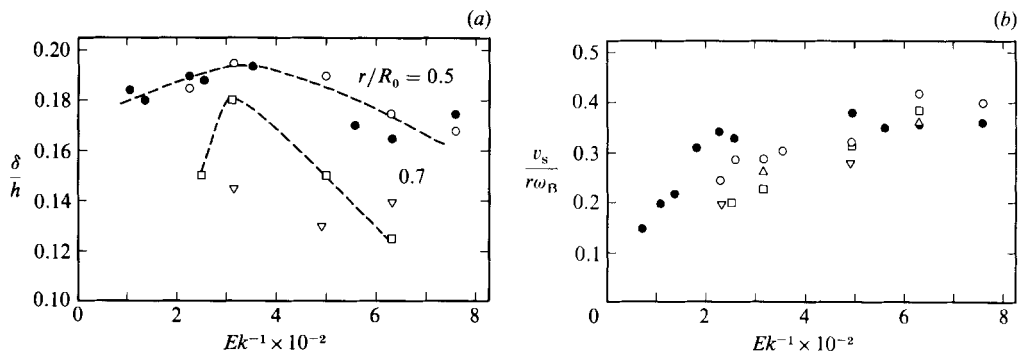 (a)
0.20
0.18
0.16
0.14
0.12
0.10
δ/h
r/R₀ = 0.5
0.7
0 2 4 6 8
Ek⁻¹ × 10⁻²
(b)
0.5
0.4
0.3
0.2
0.1
0
vₛ/rω_B
0 2 4 6 8
Ek⁻¹ × 10⁻²